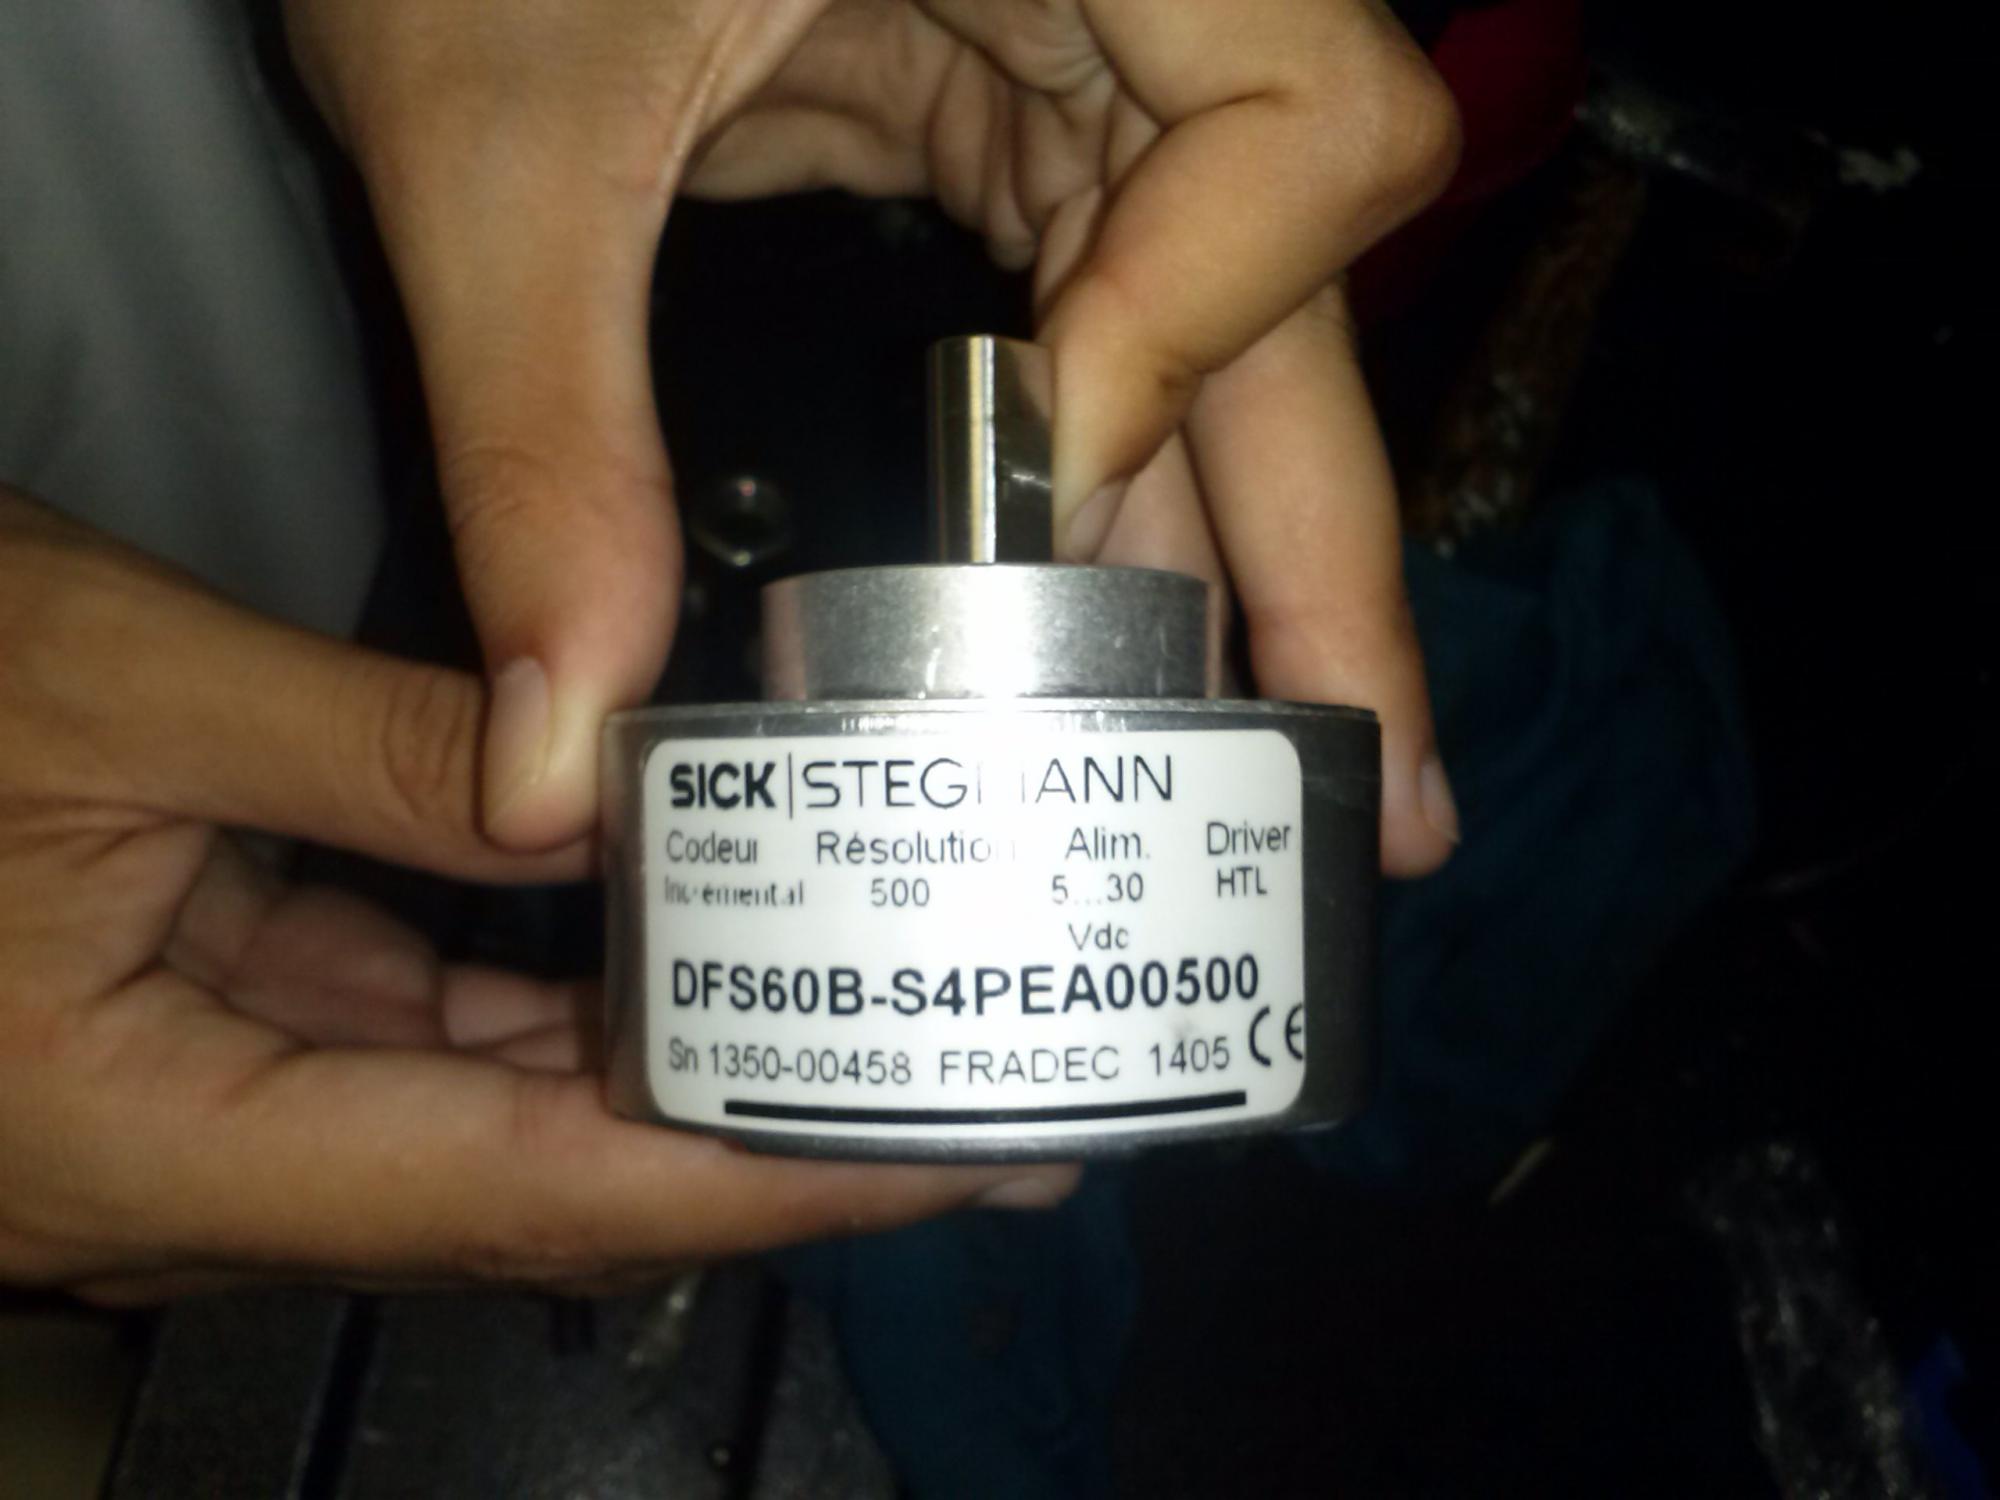 SICK|STEGMANN
Codeur Résolution Alim. Driver
Incrémental 500 5...30 HTL
Vdc
DFS60B-S4PEA00500
Sn 1350-00458 FRADEC 1405 CE